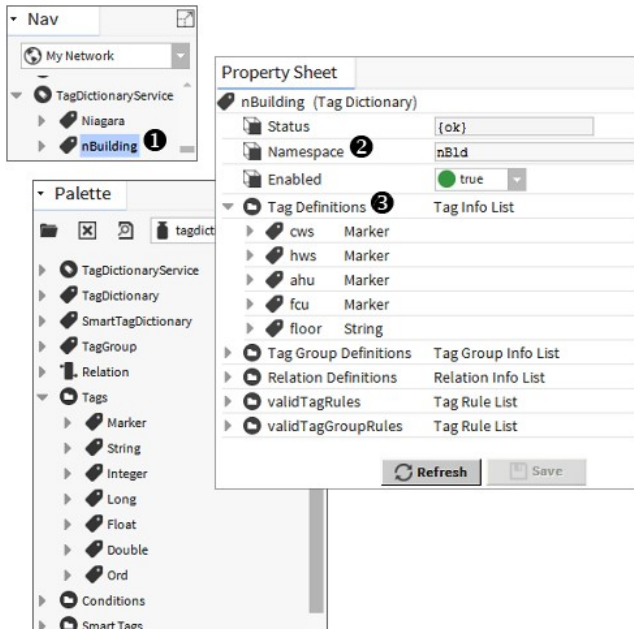 Nav
My Network
TagDictionaryService
Niagara
nBuilding 1
Property Sheet
nBuilding (Tag Dictionary)
Status {ok}
Namespace 2 nBld
Enabled true
Tag Definitions 3 Tag Info List
cws Marker
hws Marker
ahu Marker
fcu Marker
floor String
Tag Group Definitions Tag Group Info List
Relation Definitions Relation Info List
validTagRules Tag Rule List
validTagGroupRules Tag Rule List
Refresh Save
Palette
tagdict
TagDictionaryService
TagDictionary
SmartTagDictionary
TagGroup
Relation
Tags
Marker
String
Integer
Long
Float
Double
Ord
Conditions
Smart Tags